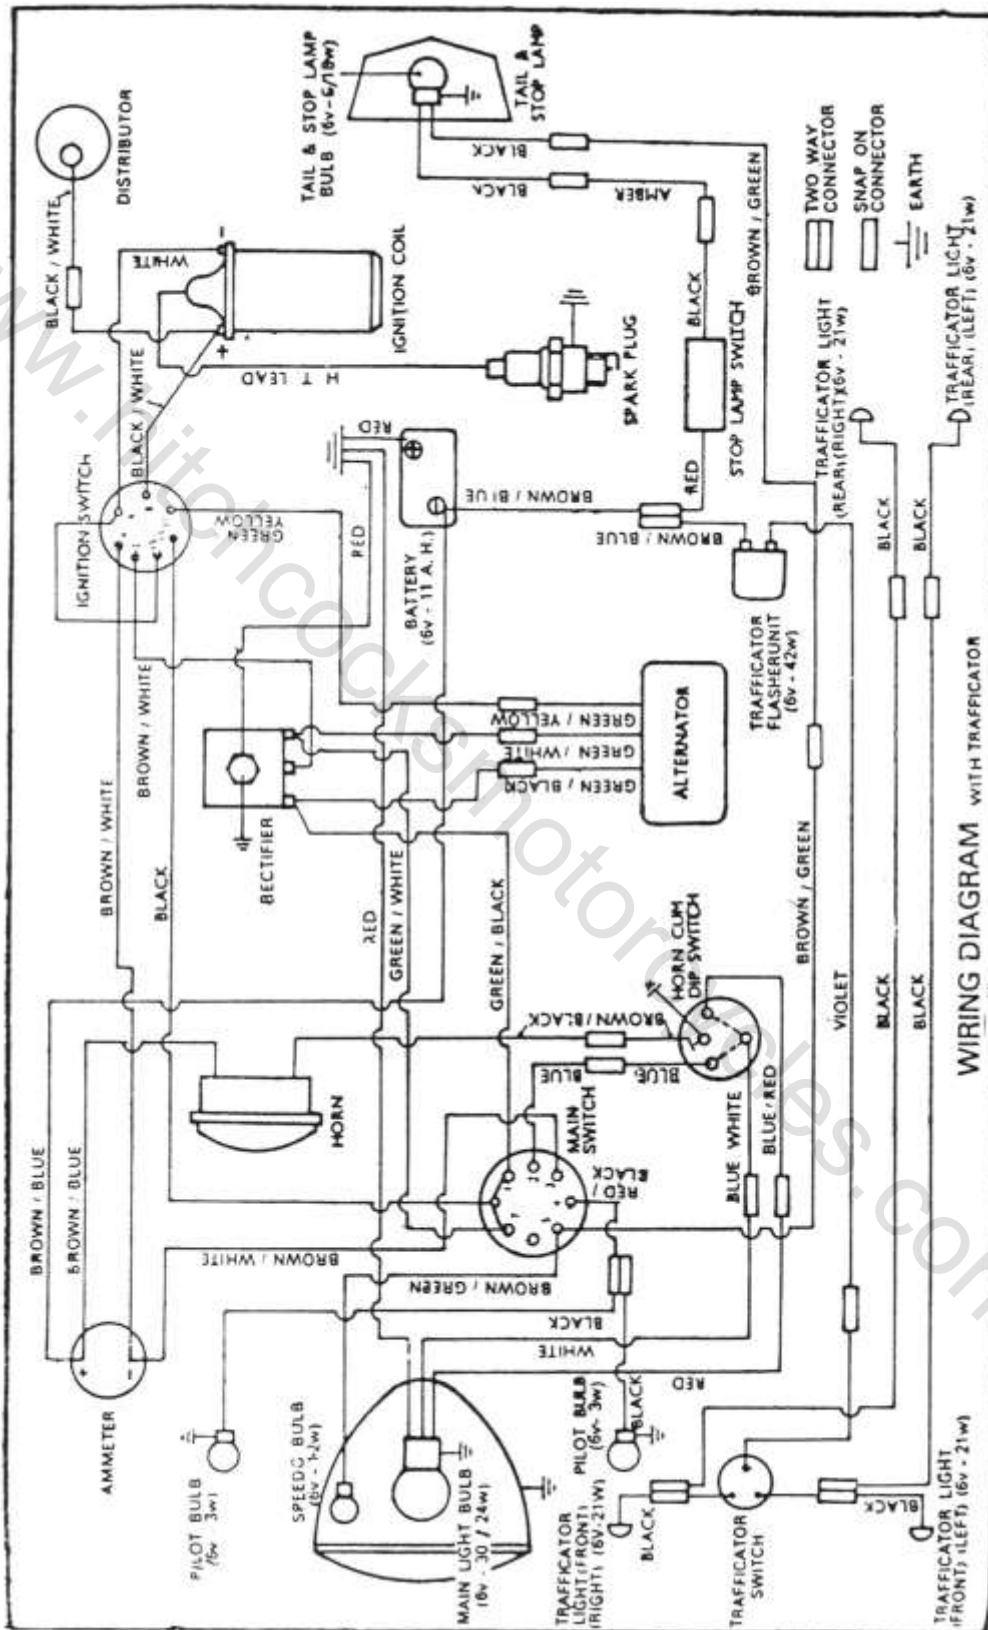 DISTRIBUTOR
BLACK / WHITE
WHITE
IGNITION COIL
+
-
H. T. LEAD
BLACK / WHITE
SPARK PLUG
TAIL & STOP LAMP
BULB (6v-6/18w)
TAIL &
STOP LAMP
BLACK
BLACK
AMBER
BLACK
STOP LAMP SWITCH
RED
BROWN / GREEN
TWO WAY
CONNECTOR
SNAP ON
CONNECTOR
EARTH
TRAFFICATOR LIGHT
(REAR) (RIGHT) (6v - 21w)
TRAFFICATOR LIGHT
(REAR) (LEFT) (6v - 21w)
BLACK
BLACK
IGNITION SWITCH
GREEN
YELLOW
RED
RED
BATTERY
(6v - 11 A. H.)
BROWN / BLUE
BROWN / BLUE
TRAFFICATOR
FLASHERUNIT
(6v - 42w)
BROWN / WHITE
BROWN / WHITE
BLACK
RECTIFIER
GREEN / YELLOW
GREEN / WHITE
GREEN / BLACK
ALTERNATOR
RED
GREEN / WHITE
GREEN / BLACK
HORN CUM
DIP SWITCH
BROWN/BLACK
BLUE
BLUE
BROWN / GREEN
VIOLET
BLACK
BLACK
BROWN / BLUE
BROWN / BLUE
HORN
MAIN
SWITCH
RED /
BLACK
BLUE WHITE
BLUE / RED
BROWN / WHITE
BROWN / GREEN
BLACK
WHITE
RED
+
-
AMMETER
PILOT BULB
(6v - 3w)
SPEEDO BULB
MAIN LIGHT BULB
(6v - 30 / 24w)
PILOT BULB
(6v- 3w)
BLACK
TRAFFICATOR
LIGHT (FRONT)
(RIGHT) (6V-21W)
BLACK
TRAFFICATOR
SWITCH
BLACK
TRAFFICATOR LIGHT
(FRONT) (LEFT) (6v - 21w)
WIRING DIAGRAM WITH TRAFFICATOR
www.hitchcocksmotorcycles.com